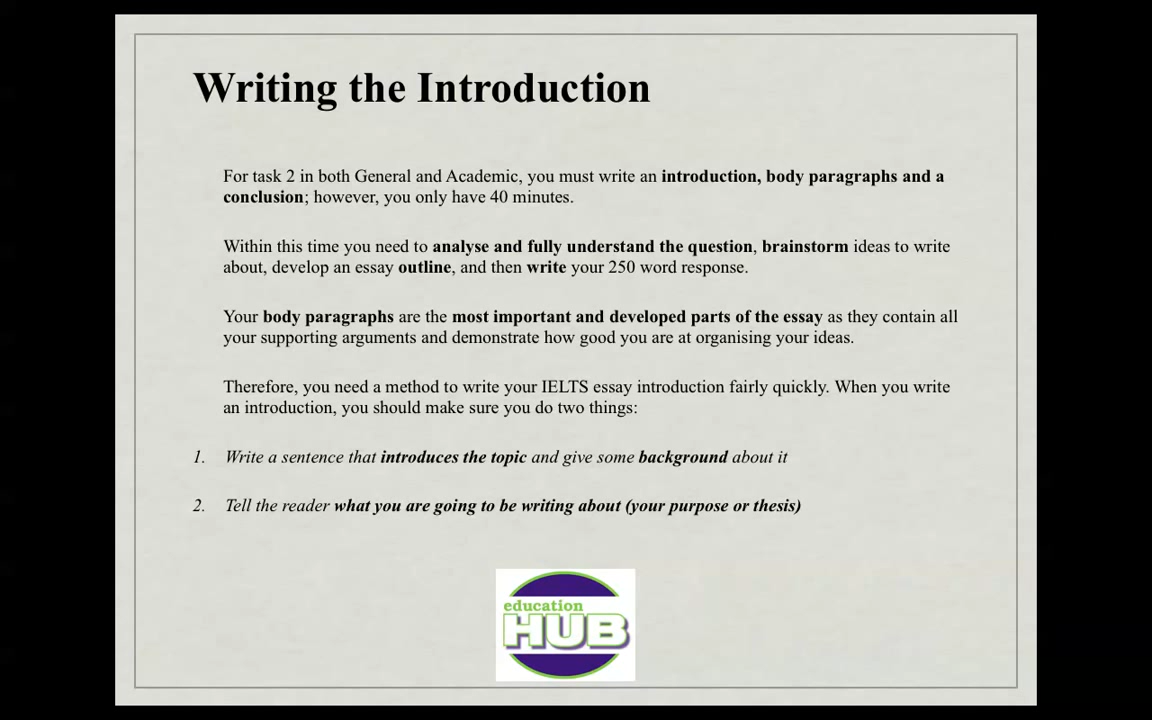 Writing the Introduction
For task 2 in both General and Academic, you must write an introduction, body paragraphs and a
conclusion; however, you only have 40 minutes.
Within this time you need to analyse and fully understand the question, brainstorm ideas to write
about, develop an essay outline, and then write your 250 word response.
Your body paragraphs are the most important and developed parts of the essay as they contain all
your supporting arguments and demonstrate how good you are at organising your ideas.
Therefore, you need a method to write your IELTS essay introduction fairly quickly. When you write
an introduction, you should make sure you do two things:
1. Write a sentence that introduces the topic and give some background about it
2. Tell the reader what you are going to be writing about (your purpose or thesis)
education
HUB